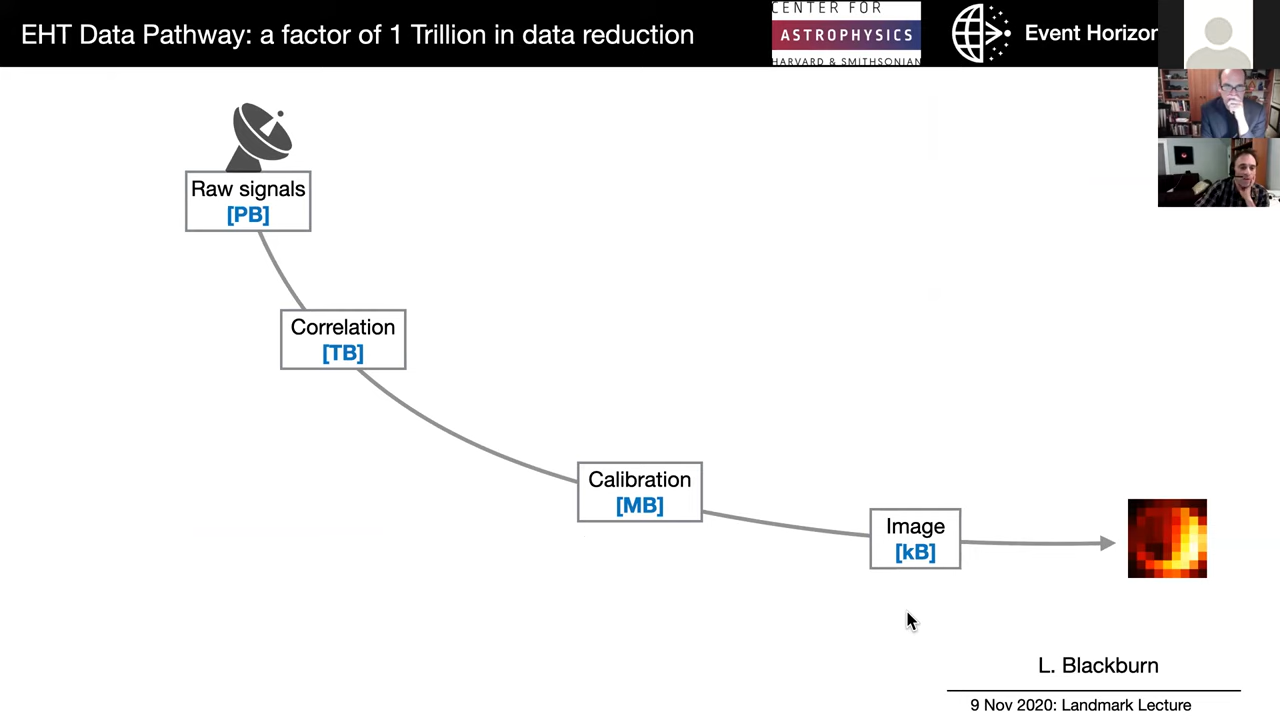 EHT Data Pathway: a factor of 1 Trillion in data reduction
CENTER FOR
ASTROPHYSICS
HARVARD & SMITHSONIAN
Event Horizon
Raw signals
[PB]
Correlation
[TB]
Calibration
[MB]
Image
[kB]
L. Blackburn
9 Nov 2020: Landmark Lecture